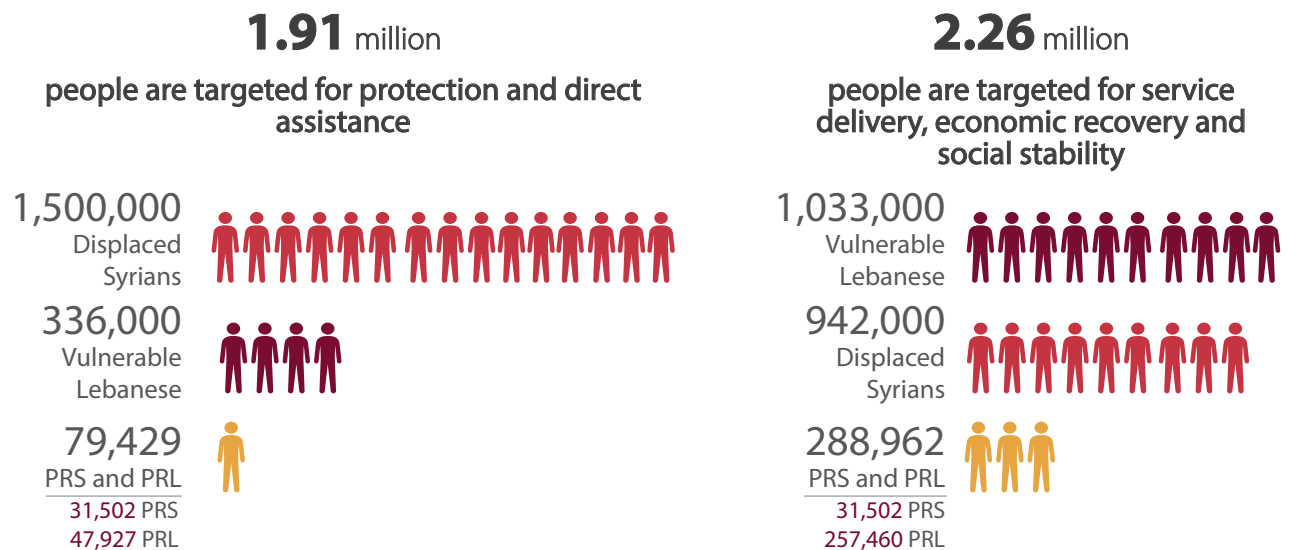 1.91 million
people are targeted for protection and direct
assistance
1,500,000
Displaced
Syrians
336,000
Vulnerable
Lebanese
79,429
PRS and PRL
31,502 PRS
47,927 PRL
2.26 million
people are targeted for service
delivery, economic recovery and
social stability
1,033,000
Vulnerable
Lebanese
942,000
Displaced
Syrians
288,962
PRS and PRL
31,502 PRS
257,460 PRL